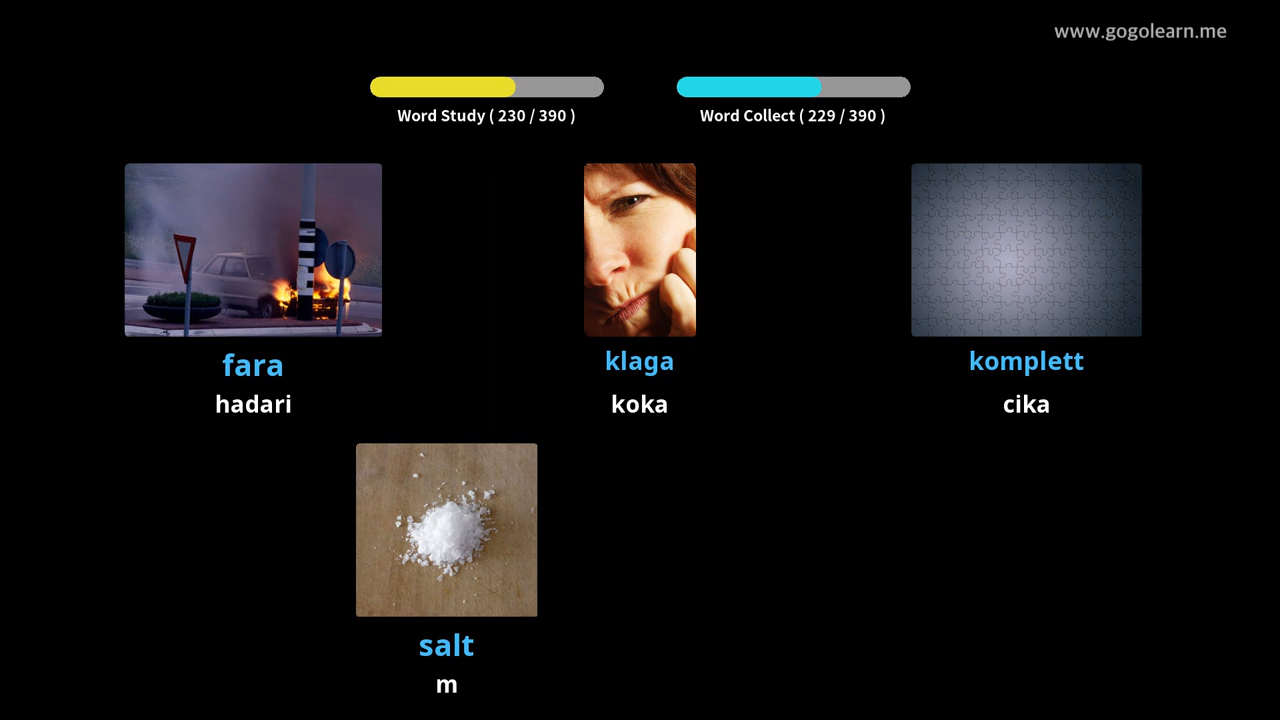 www.gogolearn.me
Word Study ( 230 / 390 )
Word Collect ( 229 / 390 )
fara
hadari
klaga
koka
komplett
cika
salt
m